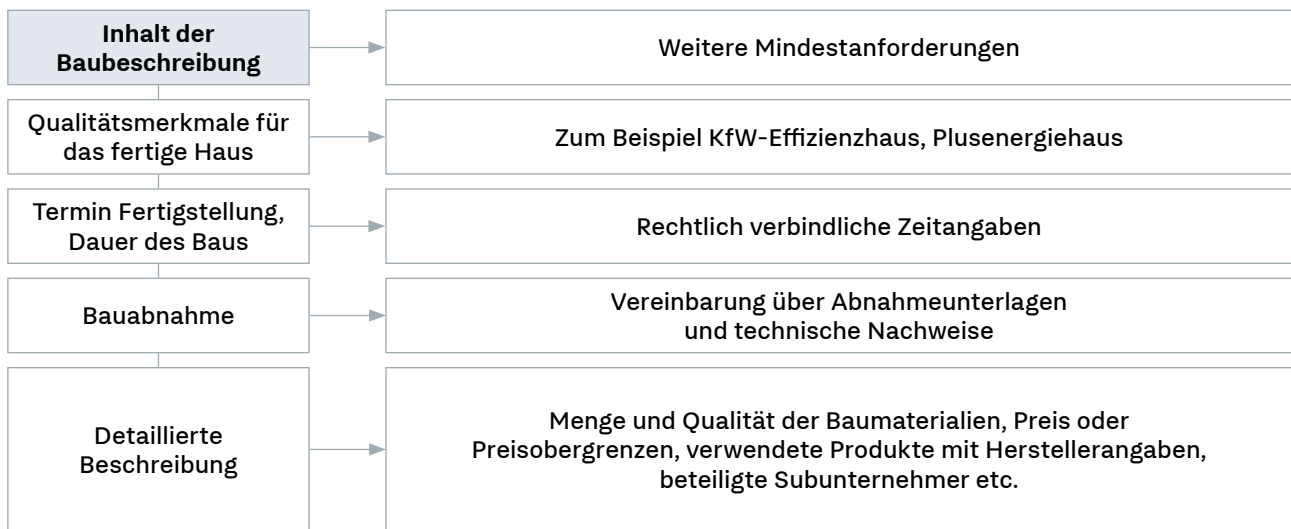 Inhalt der
Baubeschreibung
Weitere Mindestanforderungen
Qualitätsmerkmale für
das fertige Haus
Zum Beispiel KfW-Effizienzhaus, Plusenergiehaus
Termin Fertigstellung,
Dauer des Baus
Rechtlich verbindliche Zeitangaben
Bauabnahme
Vereinbarung über Abnahmeunterlagen
und technische Nachweise
Detaillierte
Beschreibung
Menge und Qualität der Baumaterialien, Preis oder
Preisobergrenzen, verwendete Produkte mit Herstellerangaben,
beteiligte Subunternehmer etc.